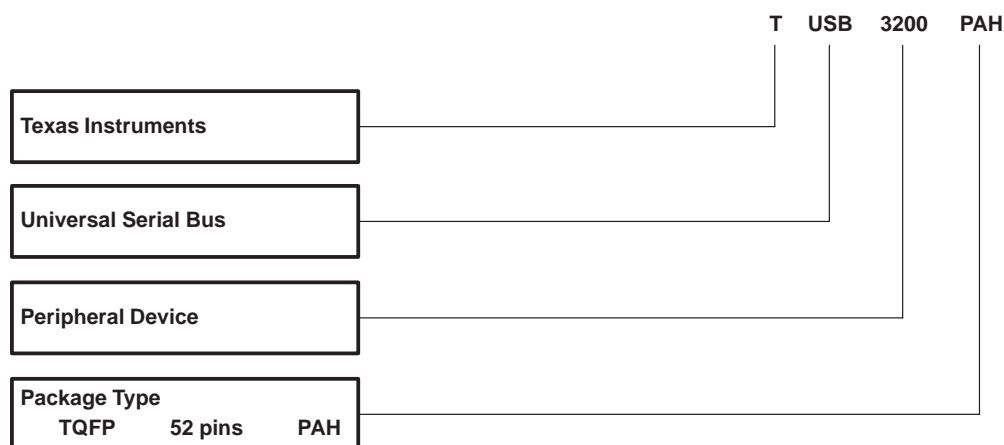 T USB 3200 PAH
Texas Instruments
Universal Serial Bus
Peripheral Device
Package Type
TQFP 52 pins PAH